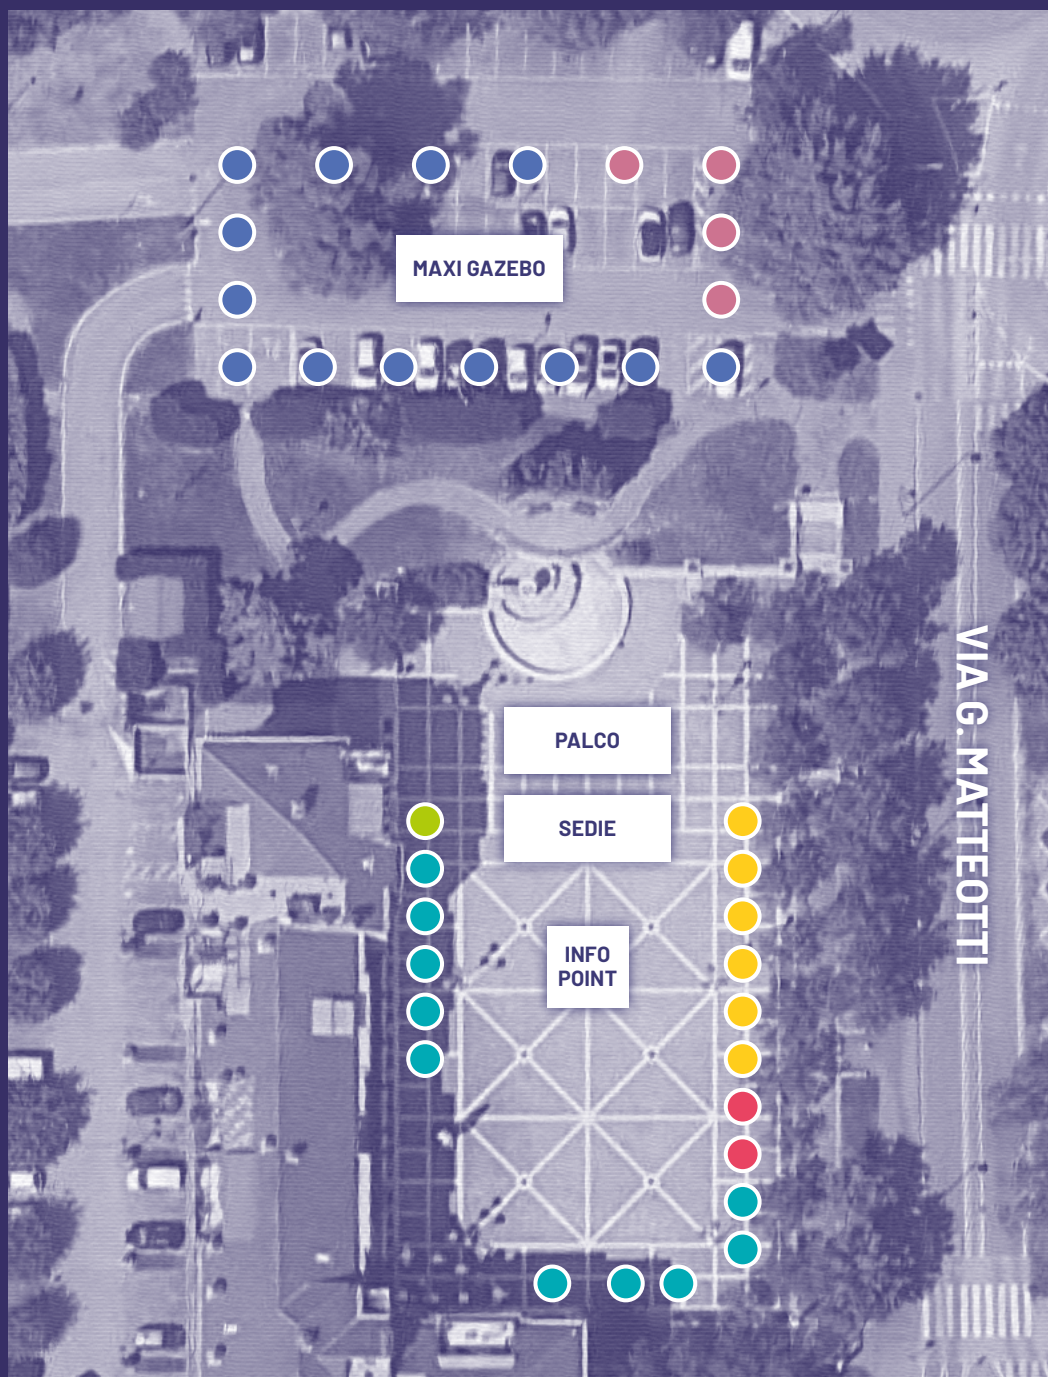 MAXI GAZEBO
PALCO
SEDIE
INFO
POINT
VIA G. MATTEOTTI